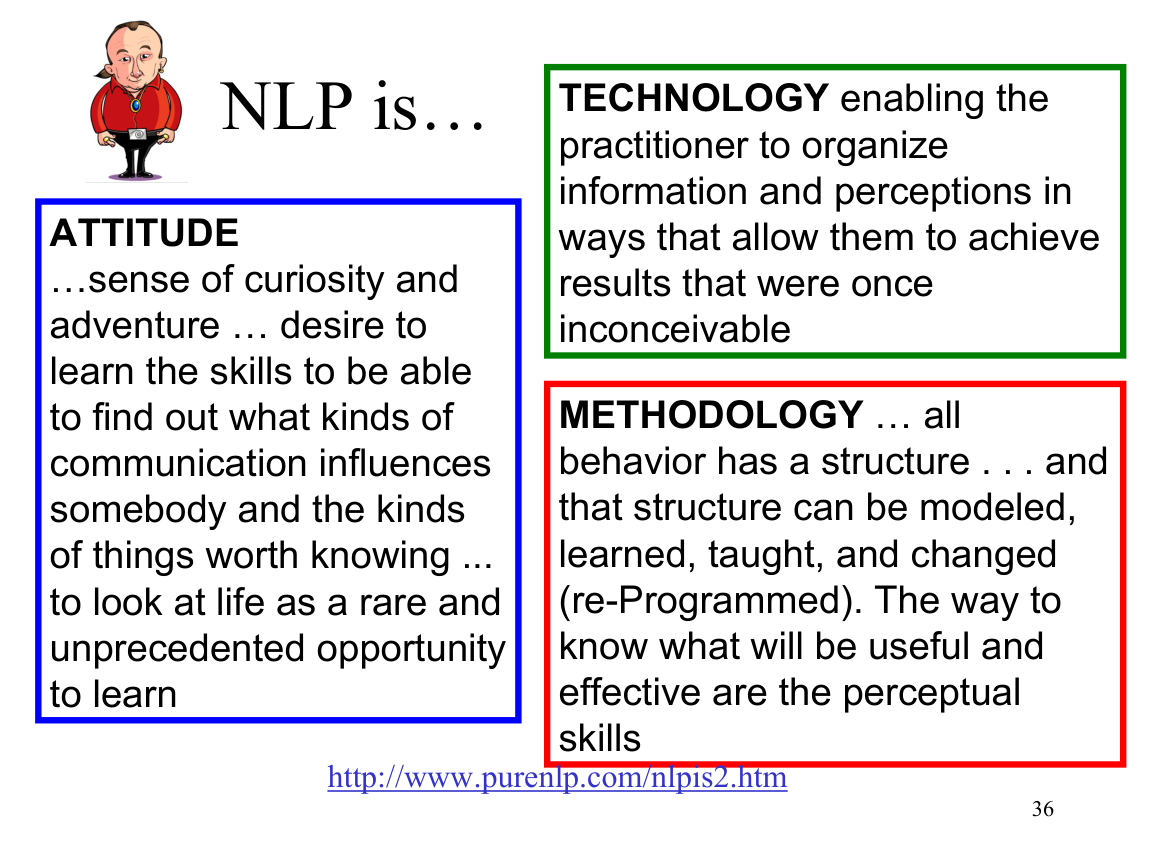 NLP is…
ATTITUDE
…sense of curiosity and
adventure … desire to
learn the skills to be able
to find out what kinds of
communication influences
somebody and the kinds
of things worth knowing ...
to look at life as a rare and
unprecedented opportunity
to learn
TECHNOLOGY enabling the
practitioner to organize
information and perceptions in
ways that allow them to achieve
results that were once
inconceivable
METHODOLOGY … all
behavior has a structure . . . and
that structure can be modeled,
learned, taught, and changed
(re-Programmed). The way to
know what will be useful and
effective are the perceptual
skills
http://www.purenlp.com/nlpis2.htm
36